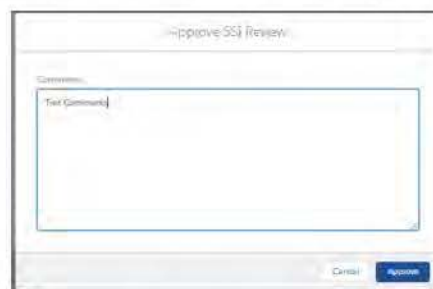 Approve SSI Review
Comments
Test Comments
Cancel
Approve